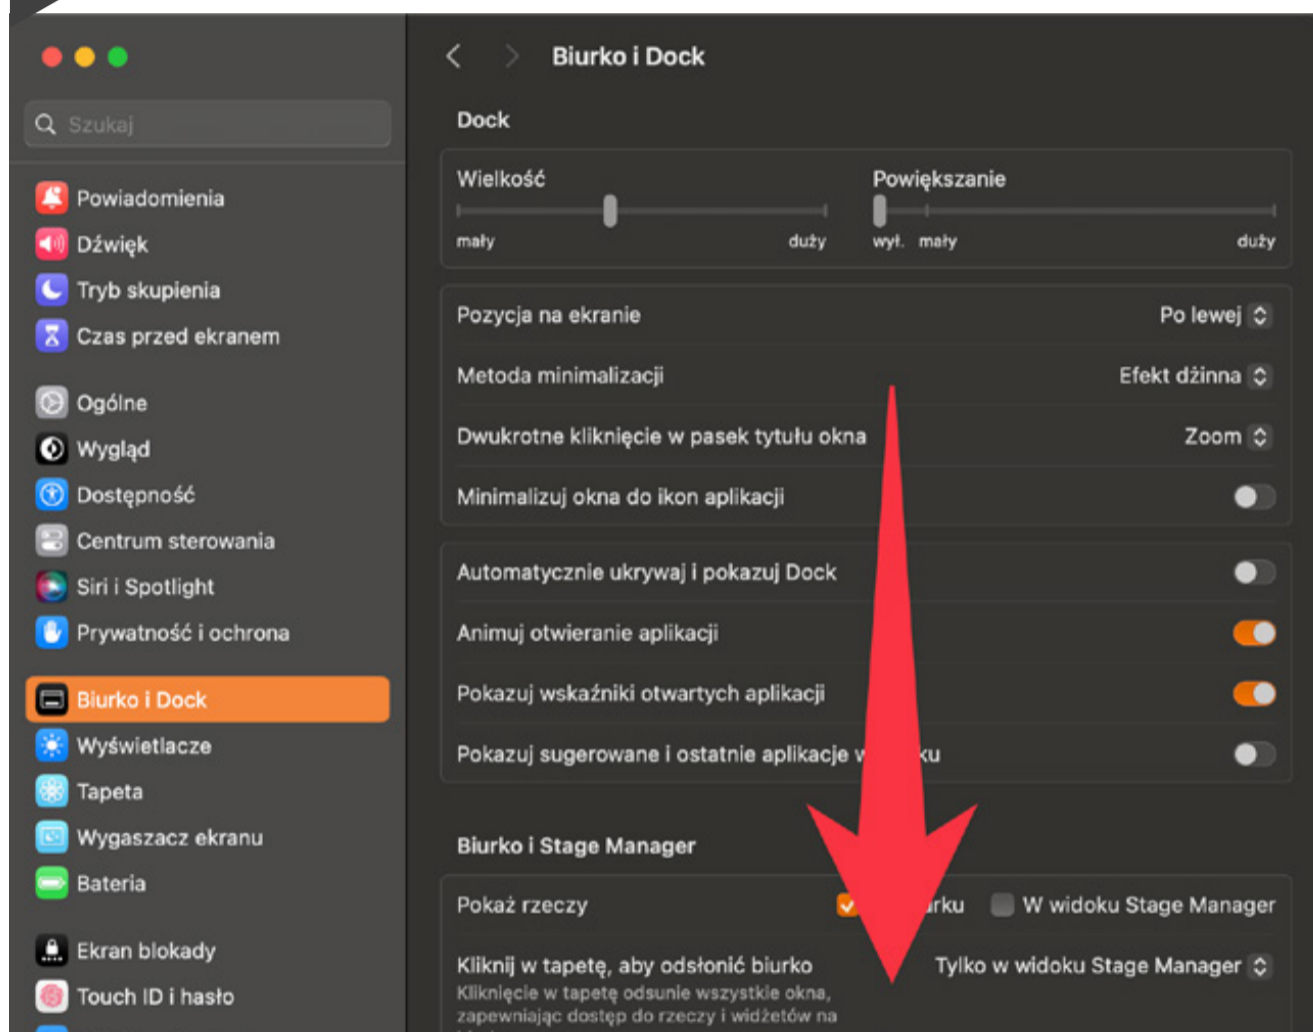 Biurko i Dock
Szukaj
Powiadomienia
Dźwięk
Tryb skupienia
Czas przed ekranem
Ogólne
Wygląd
Dostępność
Centrum sterowania
Siri i Spotlight
Prywatność i ochrona
Biurko i Dock
Wyświetlacze
Tapeta
Wygaszacz ekranu
Bateria
Ekran blokady
Touch ID i hasło
Dock
Wielkość Powiększanie
mały duży wył. mały duży
Pozycja na ekranie Po lewej
Metoda minimalizacji Efekt dżinna
Dwukrotne kliknięcie w pasek tytułu okna Zoom
Minimalizuj okna do ikon aplikacji
Automatycznie ukrywaj i pokazuj Dock
Animuj otwieranie aplikacji
Pokazuj wskaźniki otwartych aplikacji
Pokazuj sugerowane i ostatnie aplikacje
Biurko i Stage Manager
Pokaż rzeczy W widoku Stage Manager
Kliknij w tapetę, aby odsłonić biurko Tylko w widoku Stage Manager
Kliknięcie w tapetę odsunie wszystkie okna,
zapewniając dostęp do rzeczy i widżetów na